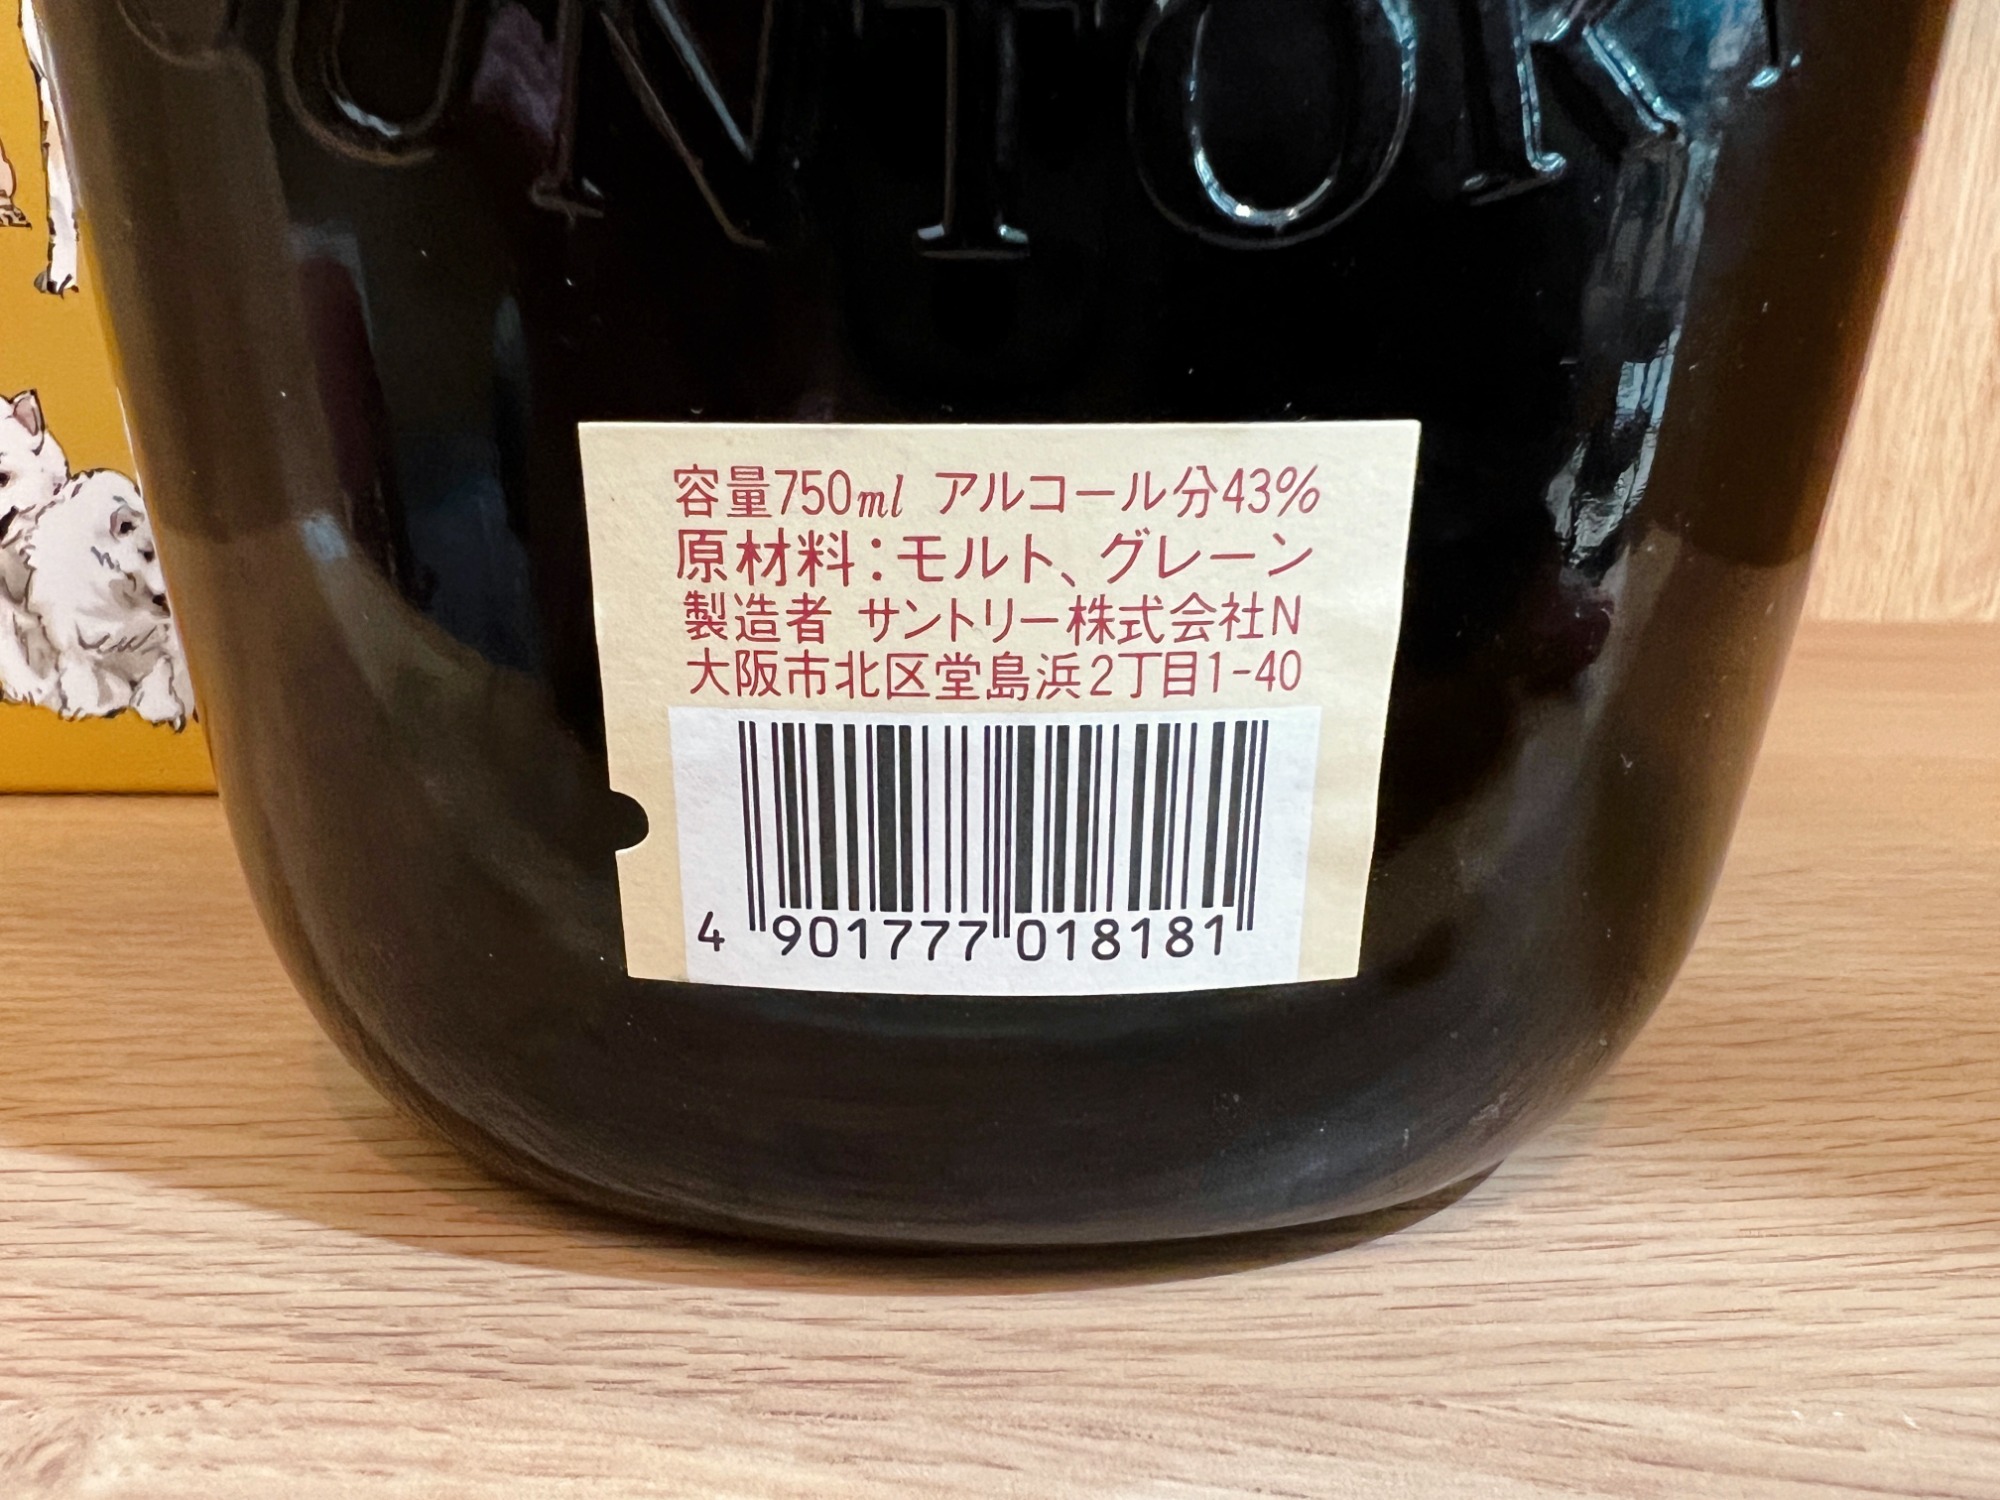 SUNTORY
容量750ml アルコール分43%
原材料：モルト、グレーン
製造者 サントリー株式会社N
大阪市北区堂島浜2丁目1-40
4 901777 018181